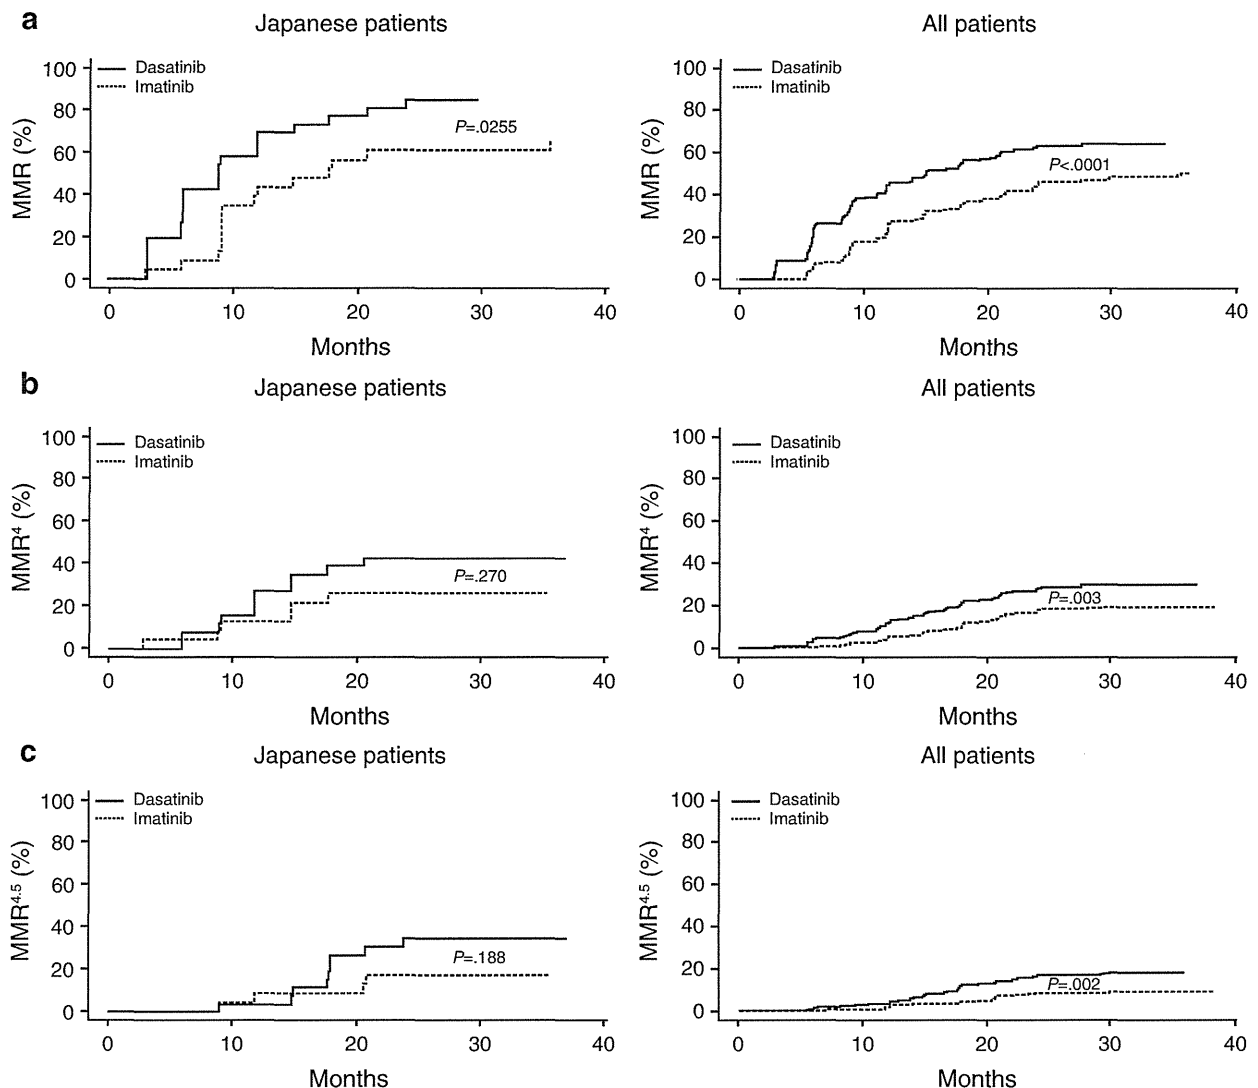 a
Japanese patients
All patients
Dasatinib
Imatinib
P=.0255
MMR (%)
100
80
60
40
20
0
0 10 20 30 40
Months
Dasatinib
Imatinib
P<.0001
MMR (%)
100
80
60
40
20
0
0 10 20 30 40
Months
b
Japanese patients
All patients
Dasatinib
Imatinib
P=.270
MMR⁴ (%)
100
80
60
40
20
0
0 10 20 30 40
Months
Dasatinib
Imatinib
P=.003
MMR⁴ (%)
100
80
60
40
20
0
0 10 20 30 40
Months
c
Japanese patients
All patients
Dasatinib
Imatinib
P=.188
MMR⁴·⁵ (%)
100
80
60
40
20
0
0 10 20 30 40
Months
Dasatinib
Imatinib
P=.002
MMR⁴·⁵ (%)
100
80
60
40
20
0
0 10 20 30 40
Months